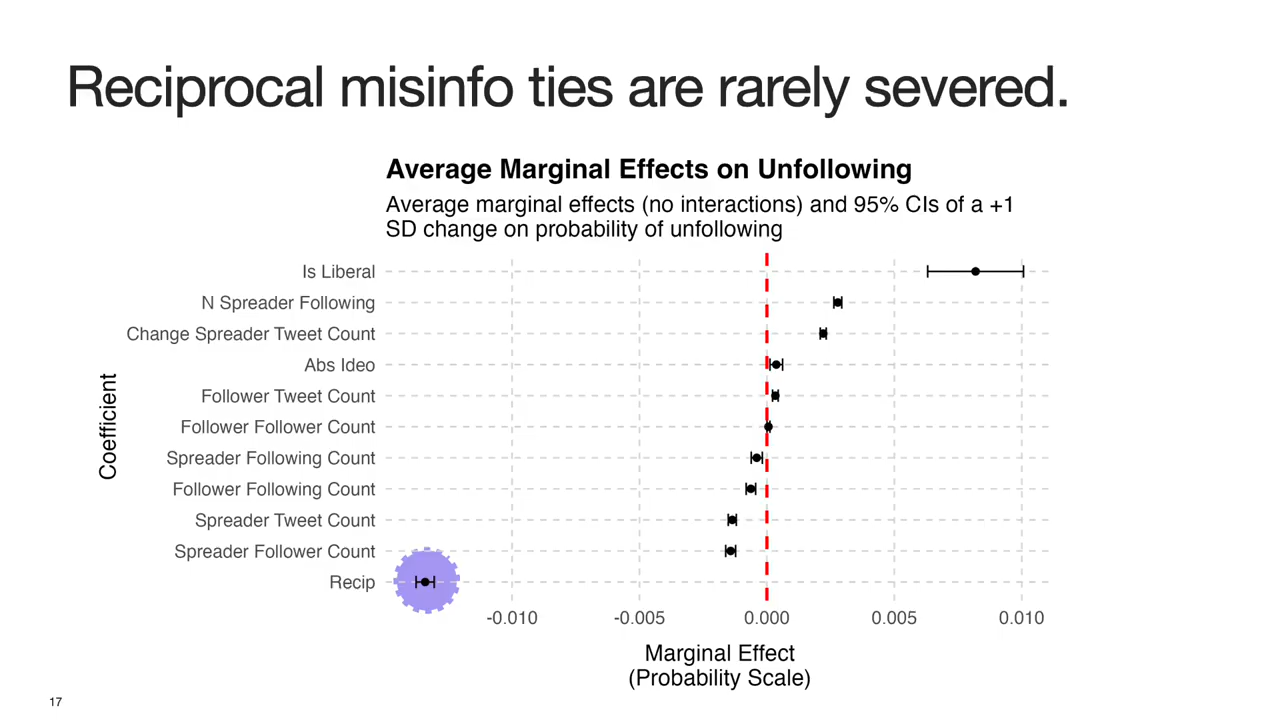 Reciprocal misinfo ties are rarely severed.
Average Marginal Effects on Unfollowing
Average marginal effects (no interactions) and 95% CIs of a +1
SD change on probability of unfollowing
Coefficient
Is Liberal
N Spreader Following
Change Spreader Tweet Count
Abs Ideo
Follower Tweet Count
Follower Follower Count
Spreader Following Count
Follower Following Count
Spreader Tweet Count
Spreader Follower Count
Recip
-0.010 -0.005 0.000 0.005 0.010
Marginal Effect
(Probability Scale)
17